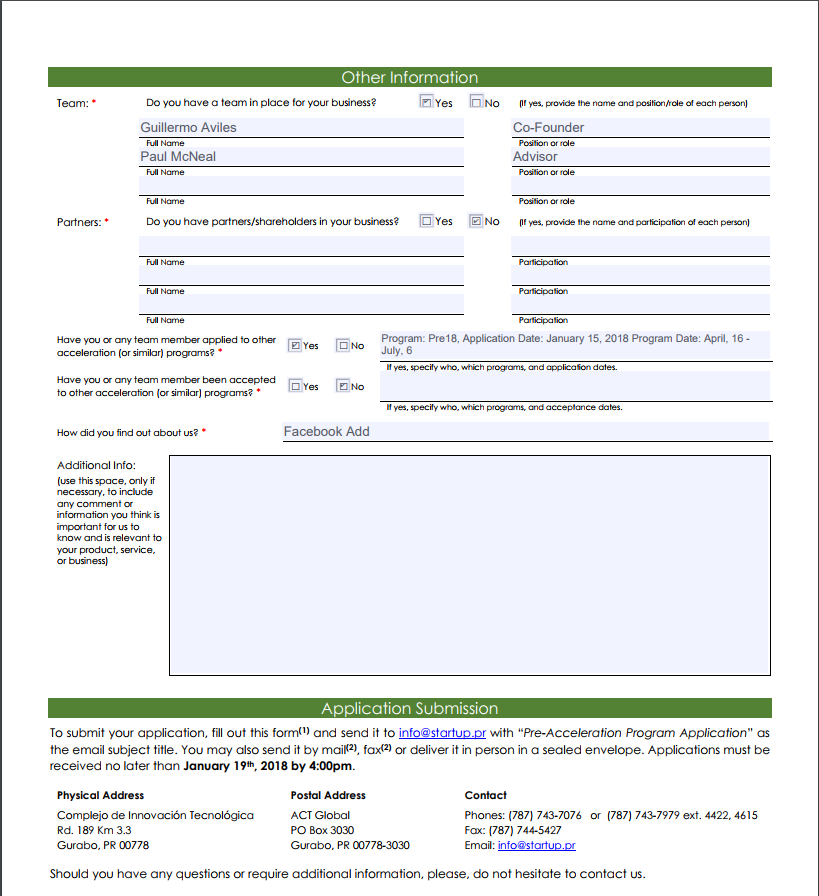 Other Information
Team: * Do you have a team in place for your business? Yes No (If yes, provide the name and position/role of each person)
Guillermo Aviles Co-Founder
Full Name Position or role
Paul McNeal Advisor
Full Name Position or role
Full Name Position or role
Partners: * Do you have partners/shareholders in your business? Yes No (If yes, provide the name and participation of each person)
Full Name Participation
Full Name Participation
Full Name Participation
Have you or any team member applied to other
acceleration (or similar) programs? * Yes No
Program: Pre18, Application Date: January 15, 2018 Program Date: April, 16 -
July, 6
If yes, specify who, which programs, and application dates.
Have you or any team member been accepted
to other acceleration (or similar) programs? * Yes No
If yes, specify who, which programs, and acceptance dates.
How did you find out about us? * Facebook Add
Additional Info:
(use this space, only if
necessary, to include
any comment or
information you think is
important for us to
know and is relevant to
your product, service,
or business)
Application Submission
To submit your application, fill out this form(1) and send it to info@startup.pr with “Pre-Acceleration Program Application” as
the email subject title. You may also send it by mail(2), fax(2) or deliver it in person in a sealed envelope. Applications must be
received no later than January 19th, 2018 by 4:00pm.
Physical Address Postal Address Contact
Complejo de Innovación Tecnológica ACT Global Phones: (787) 743-7076 or (787) 743-7979 ext. 4422, 4615
Rd. 189 Km 3.3 PO Box 3030 Fax: (787) 744-5427
Gurabo, PR 00778 Gurabo, PR 00778-3030 Email: info@startup.pr
Should you have any questions or require additional information, please, do not hesitate to contact us.